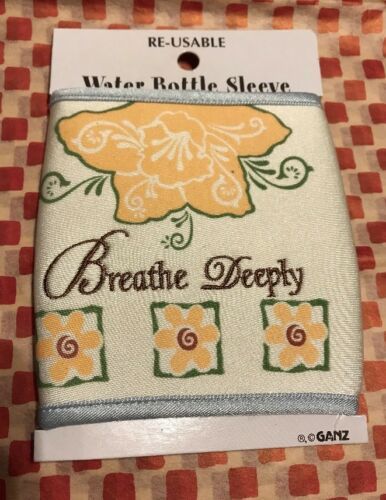 RE-USABLE
Water Bottle Sleeve
Breathe Deeply
®, © GANZ